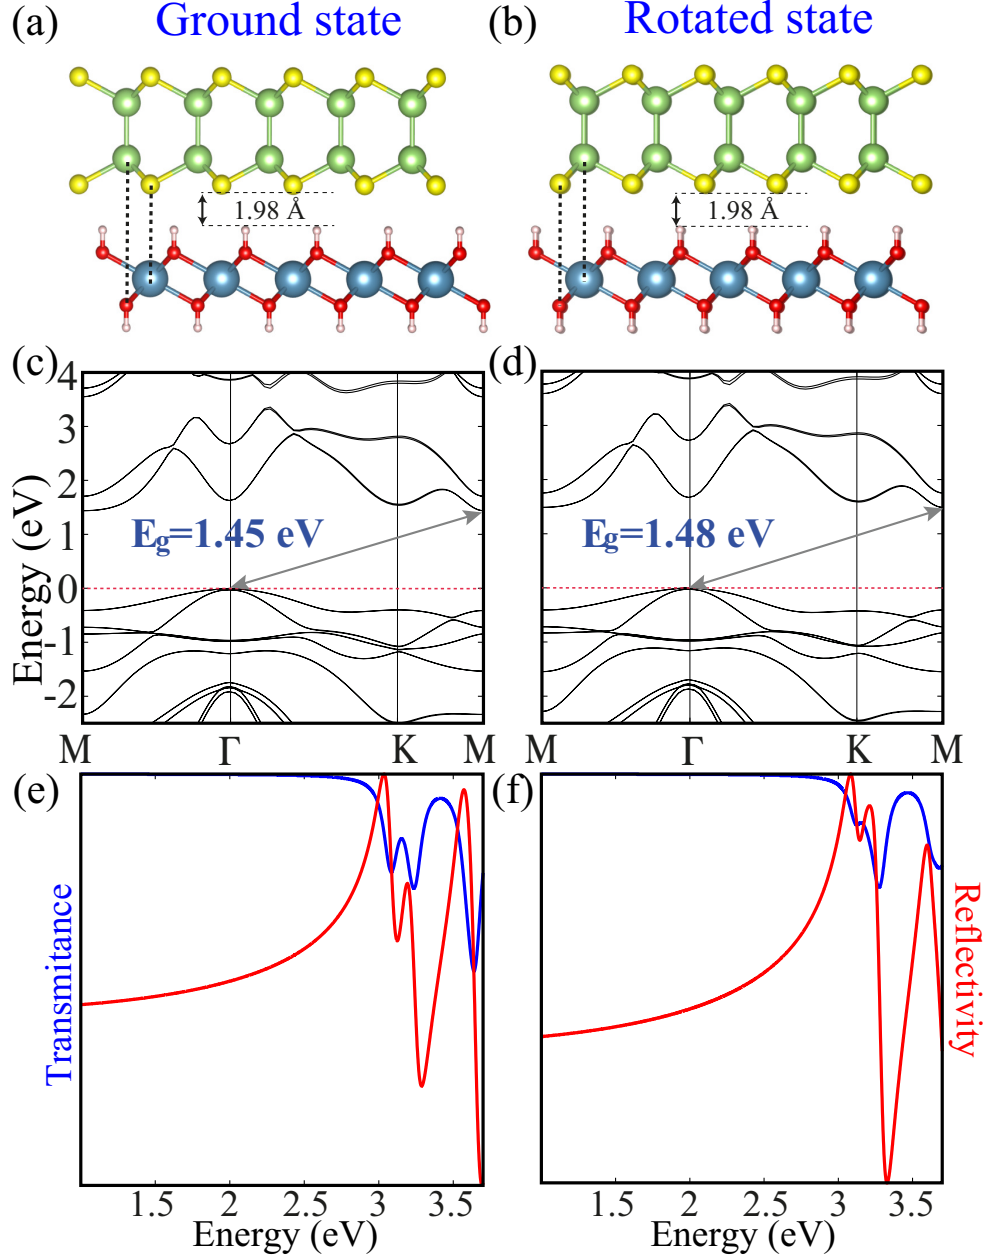 (a) Ground state
(b) Rotated state
1.98 Å
1.98 Å
(c)
(d)
4
3
2
1
0
-1
-2
Energy (eV)
Eg=1.45 eV
Eg=1.48 eV
M Γ K M
M Γ K M
(e)
(f)
Transmitance
Reflectivity
1.5 2 2.5 3 3.5
1.5 2 2.5 3 3.5
Energy (eV)
Energy (eV)